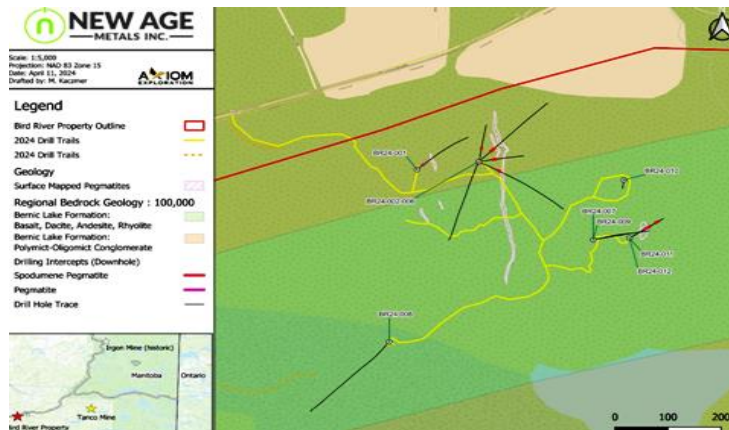 NEW AGE
METALS INC.
Scale: 1:5,000
Projection: NAD 83 Zone 15
Date: April 11, 2024
Drafted by: M. Kaczmer
AXIOM
EXPLORATION
Legend
Bird River Property Outline
2024 Drill Trails
2024 Drill Trails
Geology
Surface Mapped Pegmatites
Regional Bedrock Geology : 100,000
Bernic Lake Formation:
Basalt, Dacite, Andesite, Rhyolite
Bernic Lake Formation:
Polymict-Oligomict Conglomerate
Drilling Intercepts (Downhole)
Spodumene Pegmatite
Pegmatite
Drill Hole Trace
Irgon Mine (historic)
Manitoba
Ontario
Tanco Mine
Bird River Property
BR24-001
BR24-002-006
BR24-010
BR24-007
BR24-009
BR24-011
BR24-012
BR24-008
0 100 200